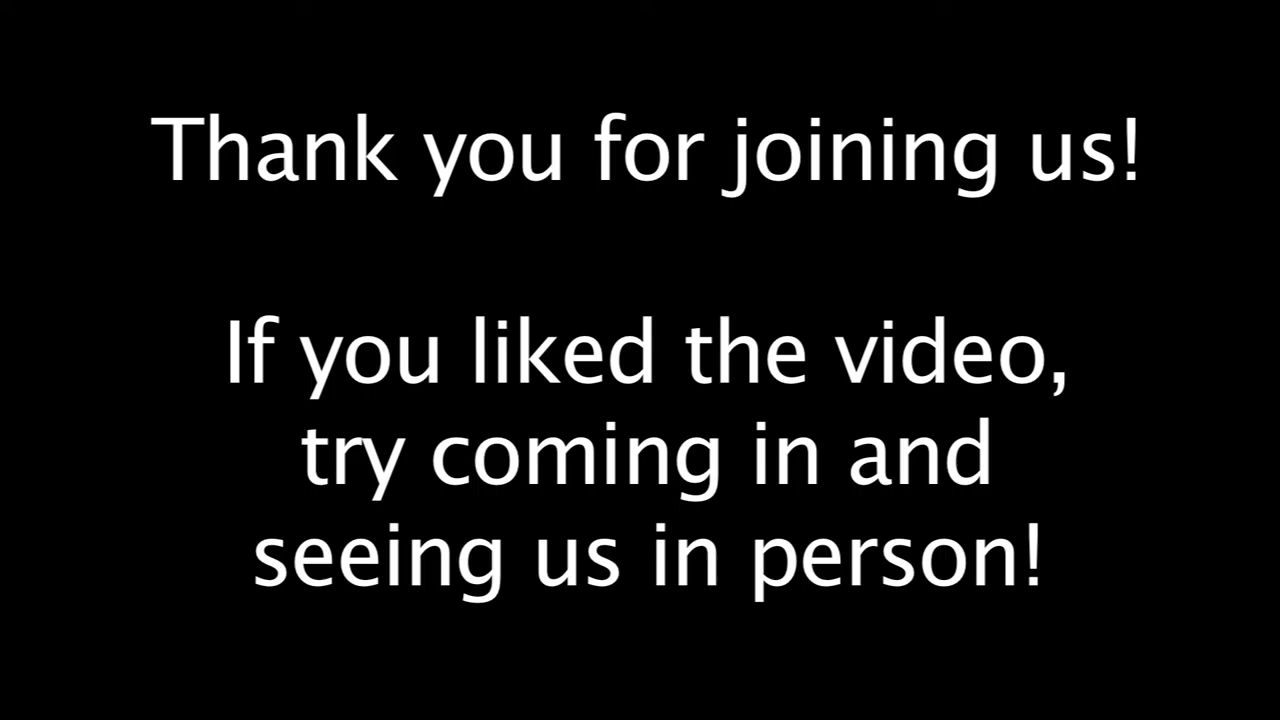 Thank you for joining us!
If you liked the video,
try coming in and
seeing us in person!